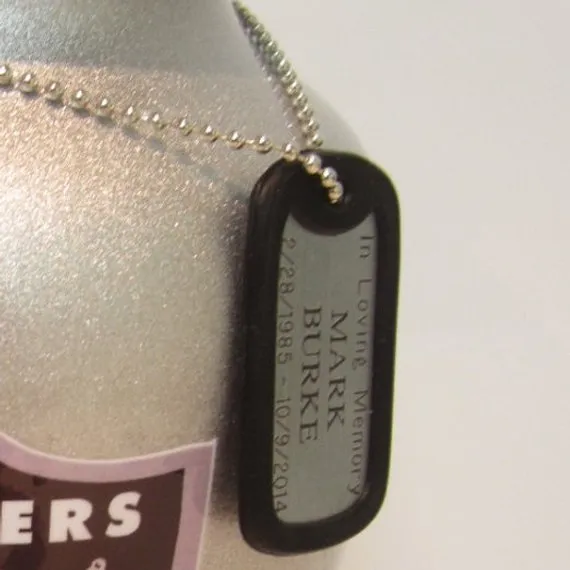 In Loving Memory
MARK
BURKE
2/28/1985 - 10/9/2014
ERS